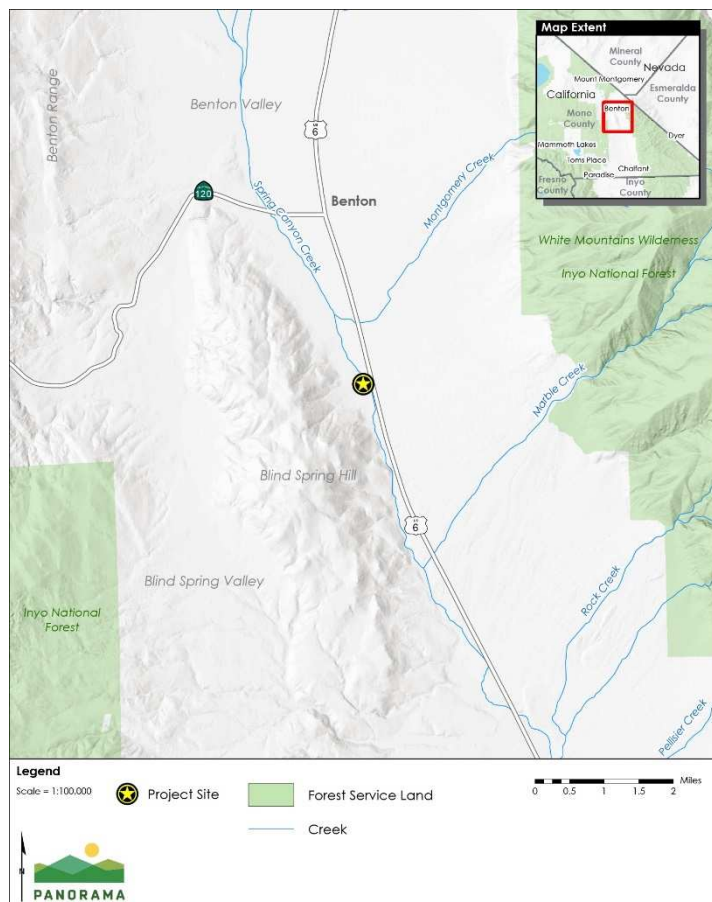 Map Extent
Mineral
County
Nevada
Mount Montgomery
California
Esmeralda
County
Benton
Mono
County
Dyer
Mammoth Lakes
Toms Place
Chalfant
Paradise
Fresno
County
Inyo
County
Benton Range
Benton Valley
US
6
CALIFORNIA
120
Benton
Spring Canyon Creek
Montgomery Creek
White Mountains Wilderness
Inyo National Forest
Marble Creek
Blind Spring Hill
US
6
Blind Spring Valley
Inyo National
Forest
Rock Creek
Pellisier Creek
Legend
Scale = 1:100,000
Project Site
Forest Service Land
Creek
Miles
0 0.5 1 1.5 2
N
PANORAMA